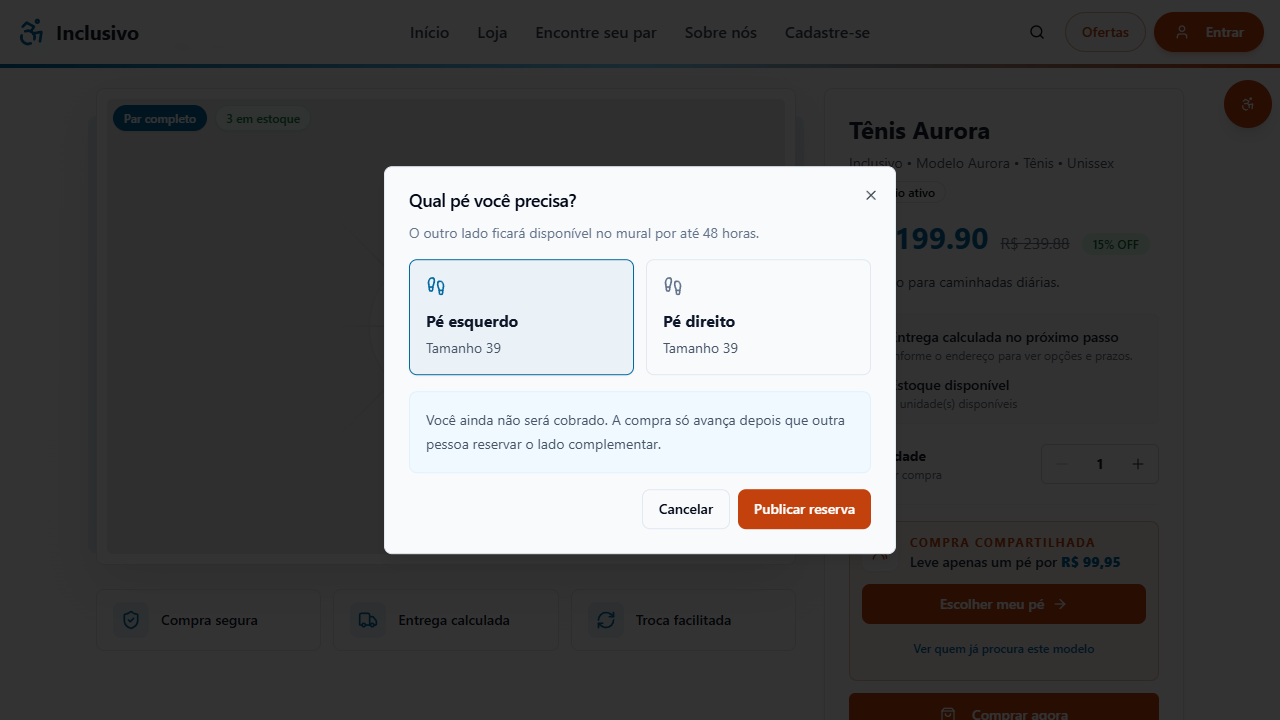 Inclusivo
Início
Loja
Encontre seu par
Sobre nós
Cadastre-se
Ofertas
Entrar
Par completo
3 em estoque
Tênis Aurora
Inclusivo • Modelo Aurora • Tênis • Unissex
ativo
199.90
R$ 239.88
15% OFF
para caminhadas diárias.
Entrega calculada no próximo passo
Informe o endereço para ver opções e prazos.
Estoque disponível
unidade(s) disponíveis
1
compra
Qual pé você precisa?
O outro lado ficará disponível no mural por até 48 horas.
Pé esquerdo
Tamanho 39
Pé direito
Tamanho 39
Você ainda não será cobrado. A compra só avança depois que outra
pessoa reservar o lado complementar.
Cancelar
Publicar reserva
COMPRA COMPARTILHADA
Leve apenas um pé por R$ 99,95
Escolher meu pé
Ver quem já procura este modelo
Comprar agora
Compra segura
Entrega calculada
Troca facilitada